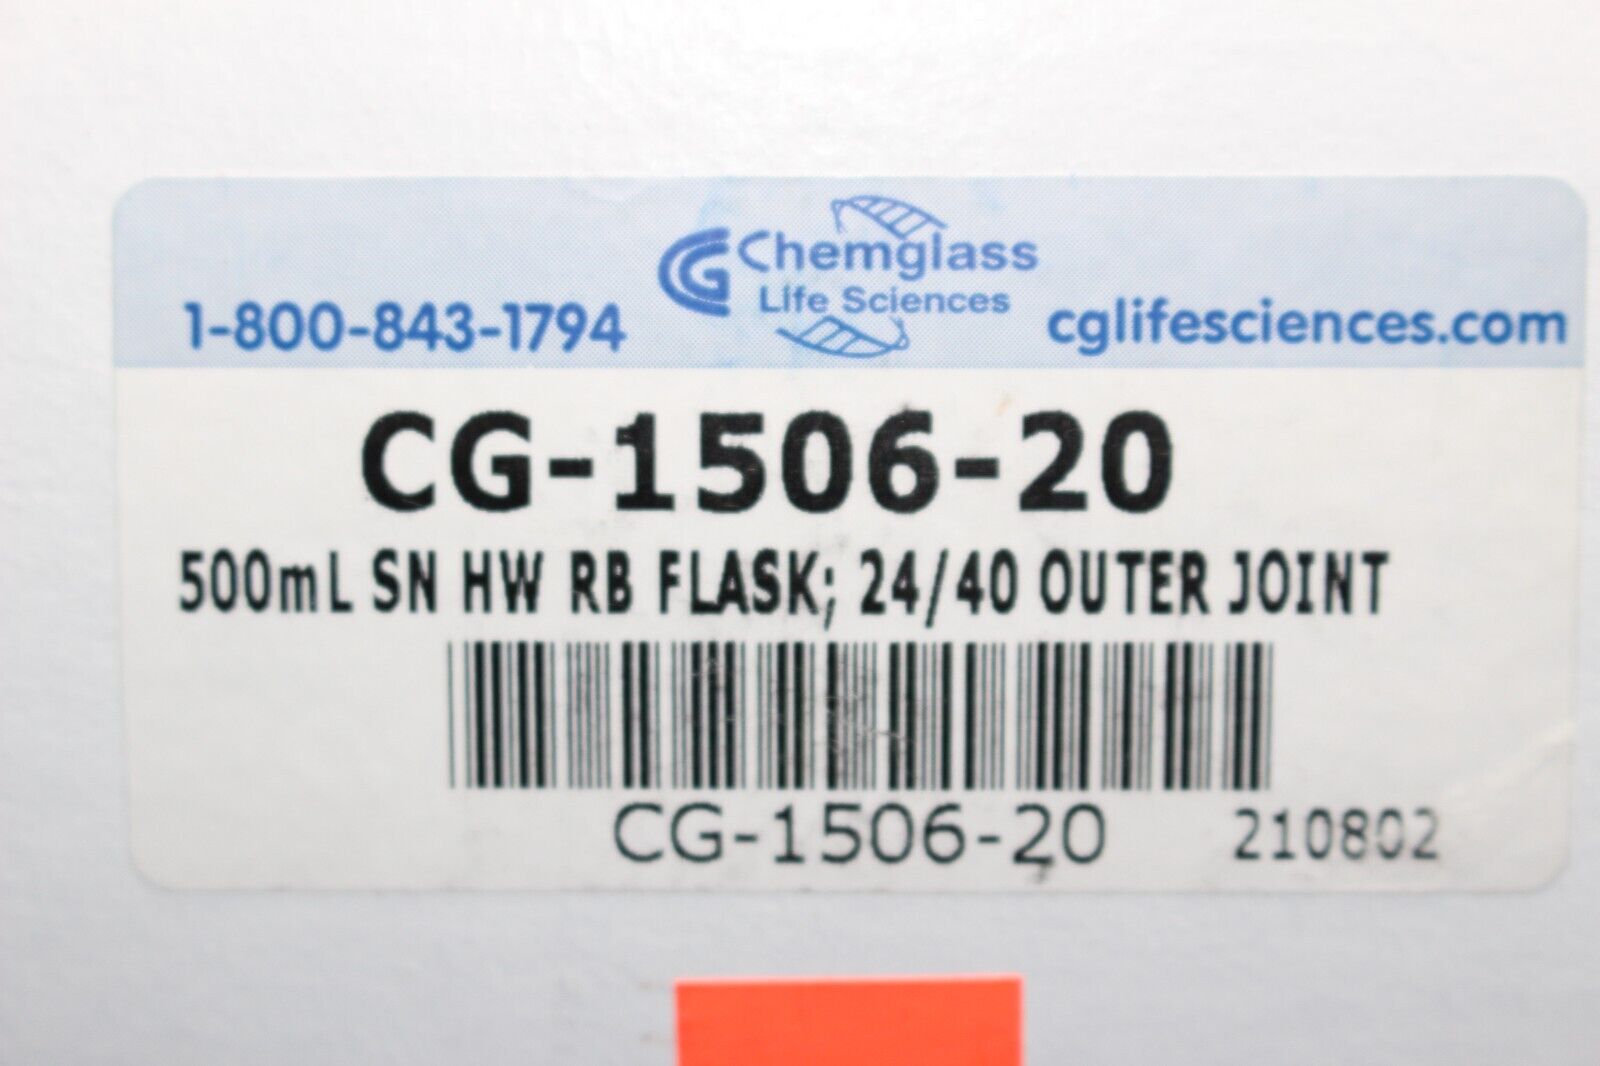 Chemglass
Life Sciences
1-800-843-1794
cglifesciences.com
CG-1506-20
500mL SN HW RB FLASK; 24/40 OUTER JOINT
CG-1506-20
210802